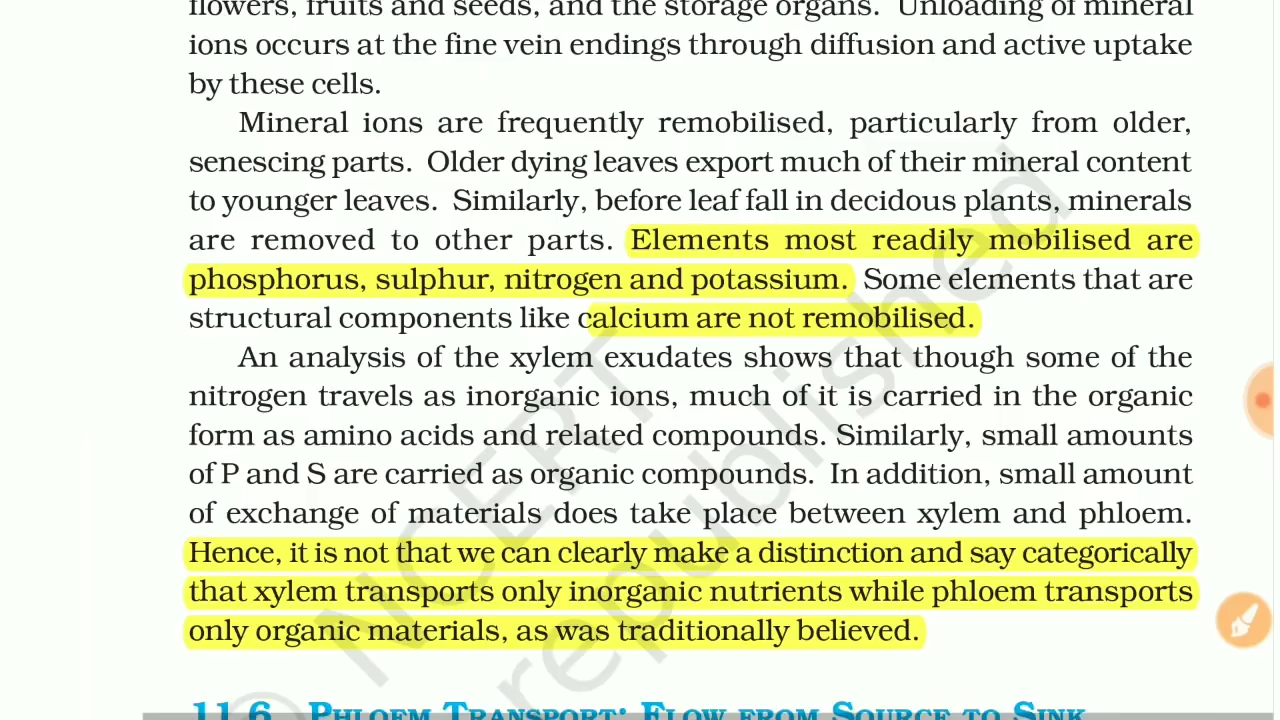 flowers, fruits and seeds, and the storage organs. Unloading of mineral
ions occurs at the fine vein endings through diffusion and active uptake
by these cells.
Mineral ions are frequently remobilised, particularly from older,
senescing parts. Older dying leaves export much of their mineral content
to younger leaves. Similarly, before leaf fall in decidous plants, minerals
are removed to other parts. Elements most readily mobilised are
phosphorus, sulphur, nitrogen and potassium. Some elements that are
structural components like calcium are not remobilised.
An analysis of the xylem exudates shows that though some of the
nitrogen travels as inorganic ions, much of it is carried in the organic
form as amino acids and related compounds. Similarly, small amounts
of P and S are carried as organic compounds. In addition, small amount
of exchange of materials does take place between xylem and phloem.
Hence, it is not that we can clearly make a distinction and say categorically
that xylem transports only inorganic nutrients while phloem transports
only organic materials, as was traditionally believed.
11.6 PHLOEM TRANSPORT: FLOW FROM SOURCE TO SINK
© NCERT
republished